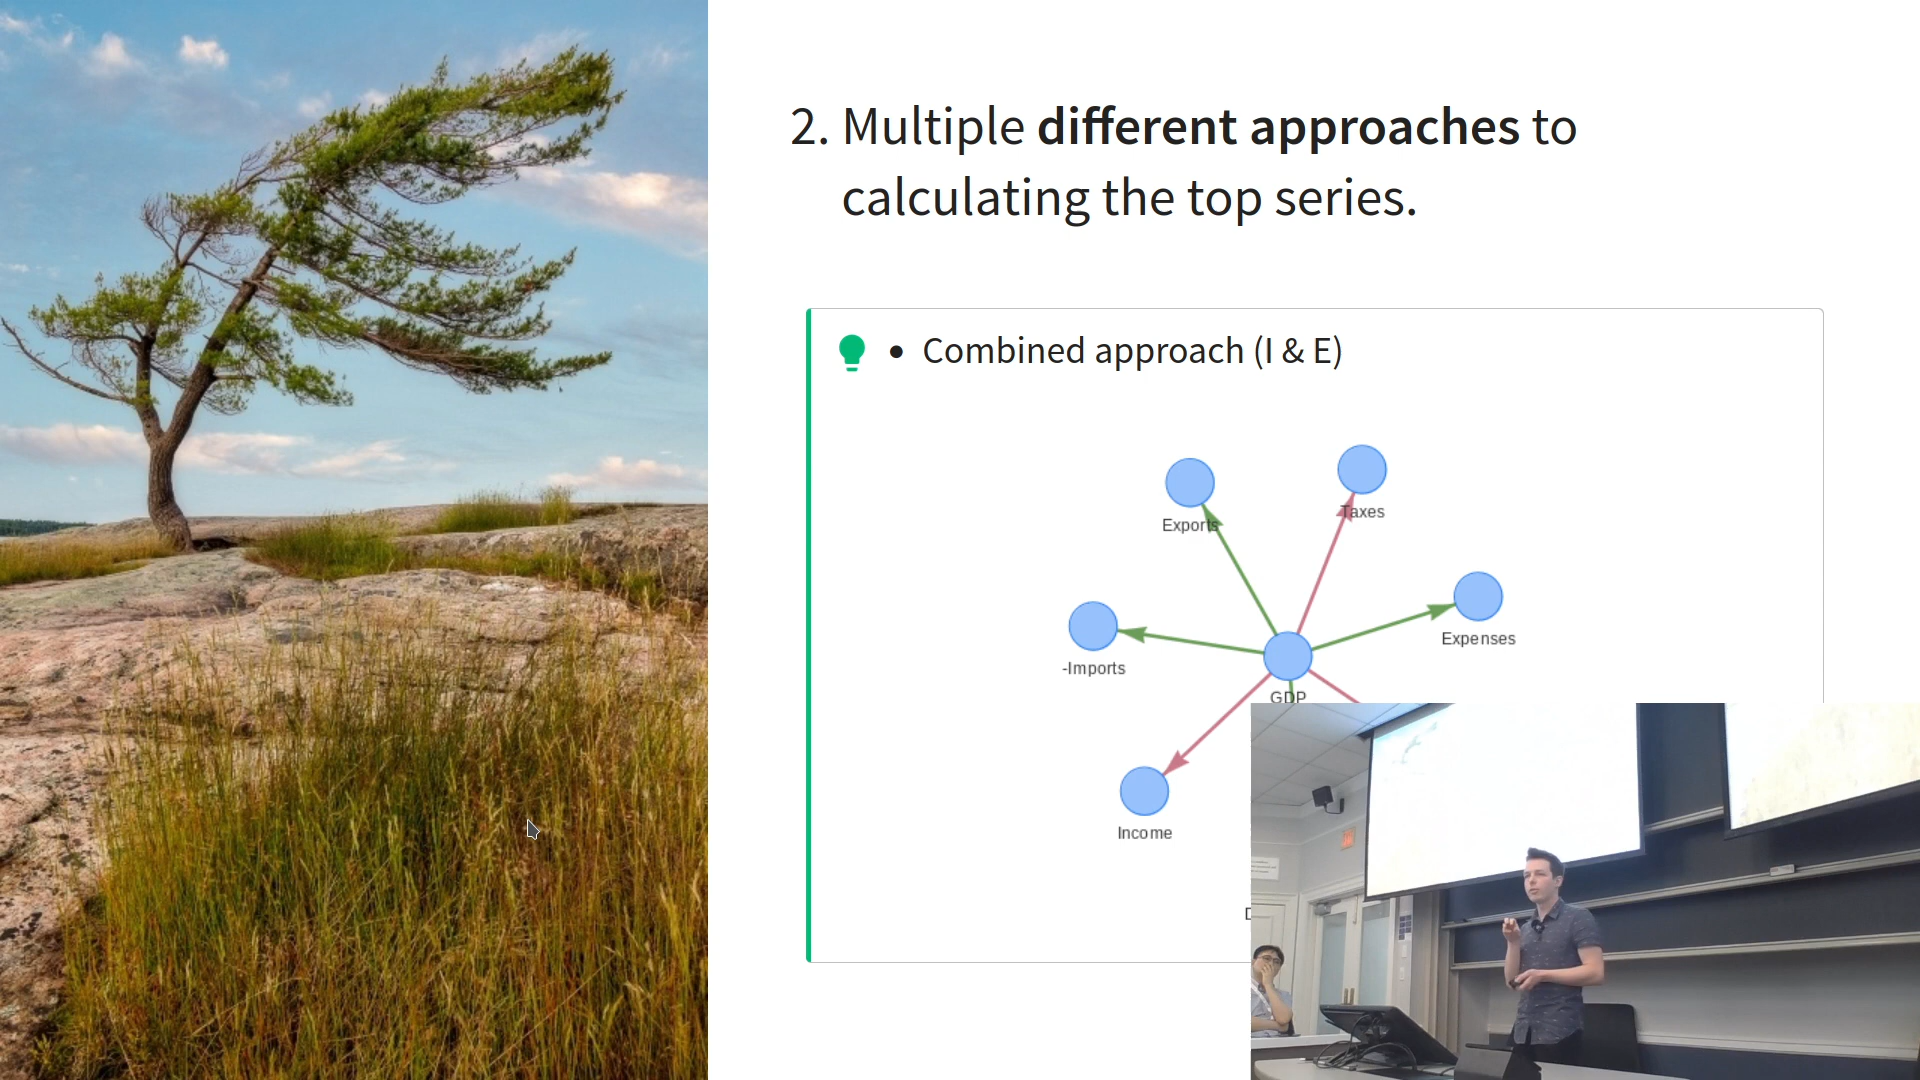 2. Multiple different approaches to
calculating the top series.
• Combined approach (I & E)
Exports
Taxes
Expenses
-Imports
GDP
Income